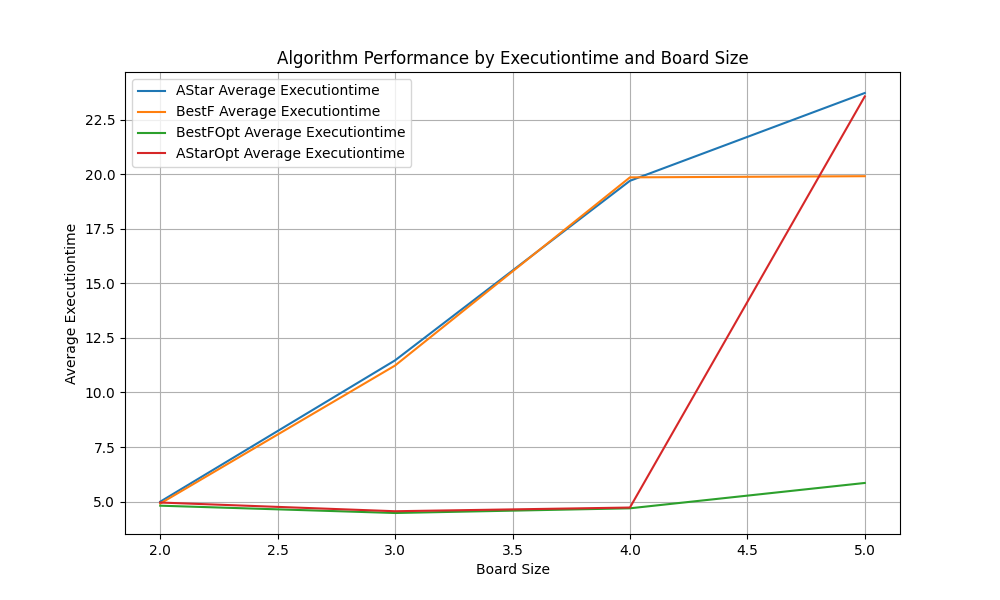 Algorithm Performance by Executiontime and Board Size
AStar Average Executiontime
BestF Average Executiontime
BestFOpt Average Executiontime
AStarOpt Average Executiontime
Average Executiontime
22.5
20.0
17.5
15.0
12.5
10.0
7.5
5.0
2.0 2.5 3.0 3.5 4.0 4.5 5.0
Board Size